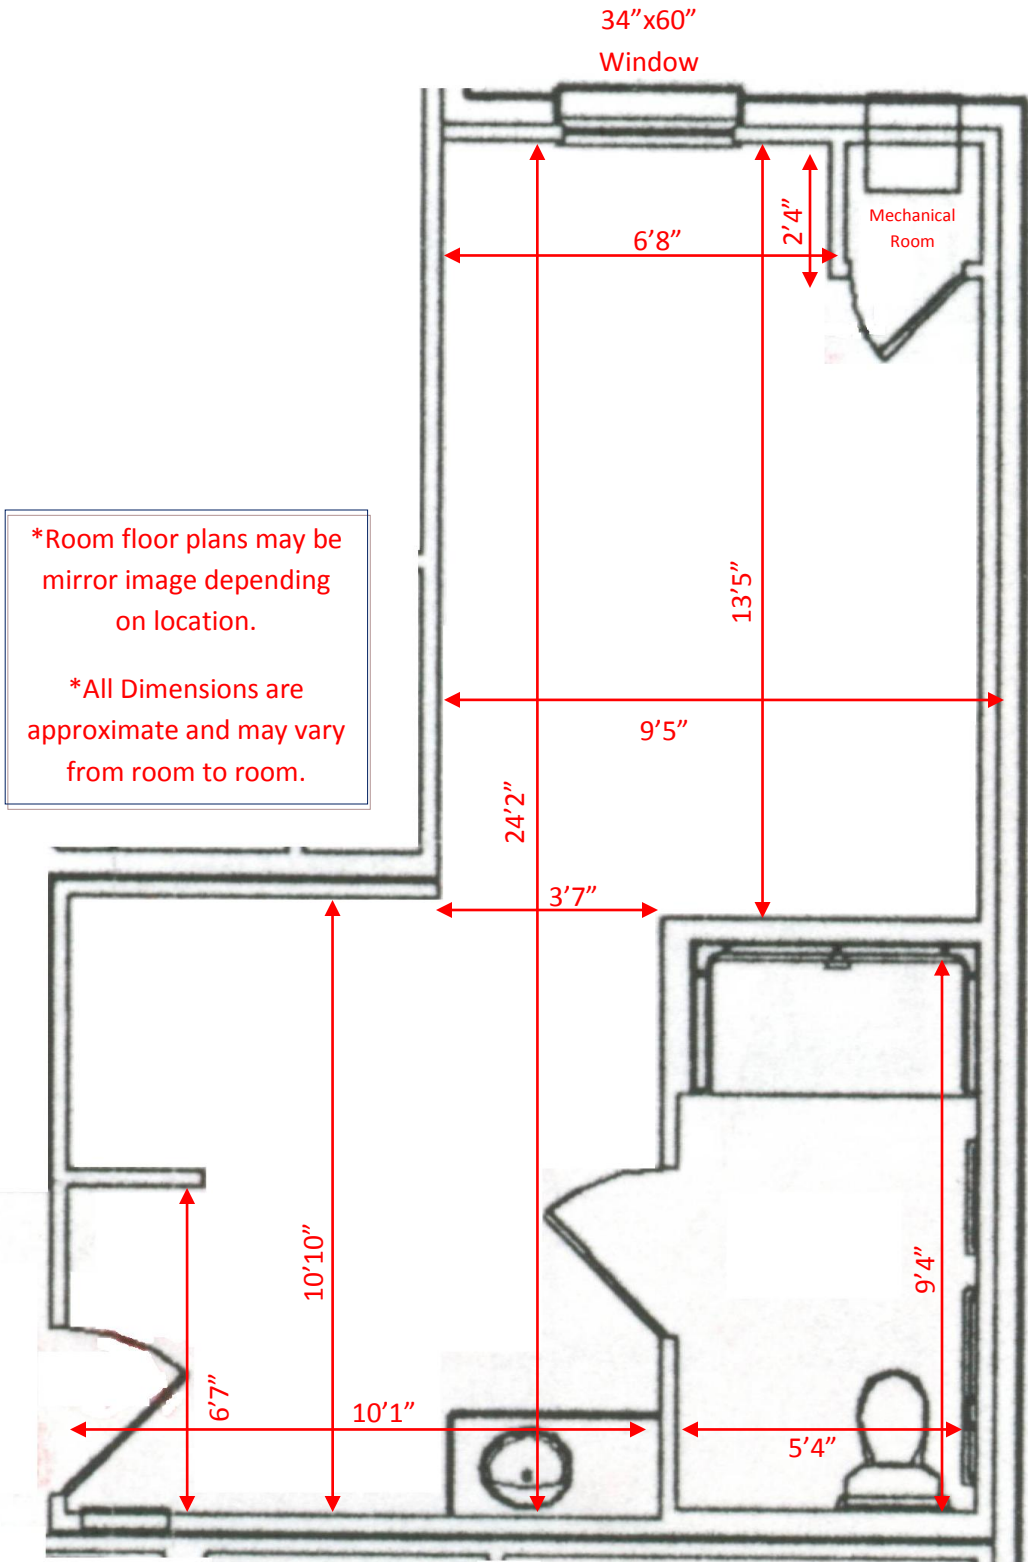 34”x60”
Window
Mechanical
Room
2’4”
6’8”
*Room floor plans may be
mirror image depending
on location.
*All Dimensions are
approximate and may vary
from room to room.
13’5”
9’5”
24’2”
3’7”
10’10”
9’4”
6’7”
10’1”
5’4”